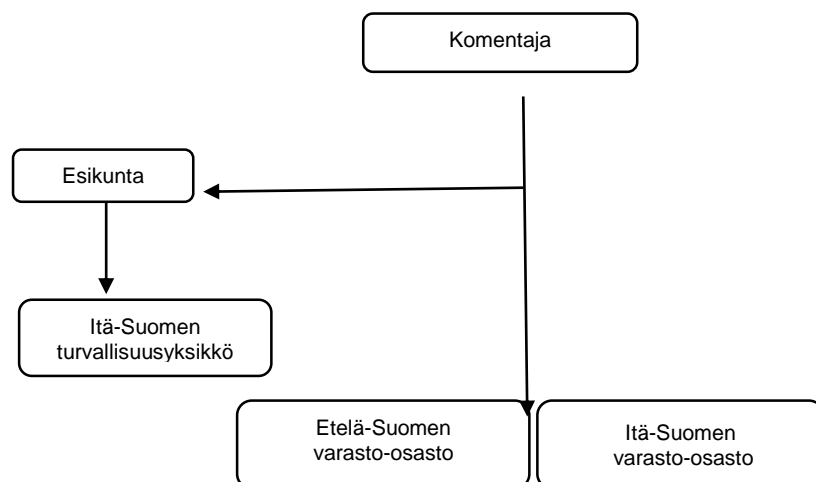 Komentaja
Esikunta
Itä-Suomen
turvallisuusyksikkö
Etelä-Suomen
varasto-osasto
Itä-Suomen
varasto-osasto